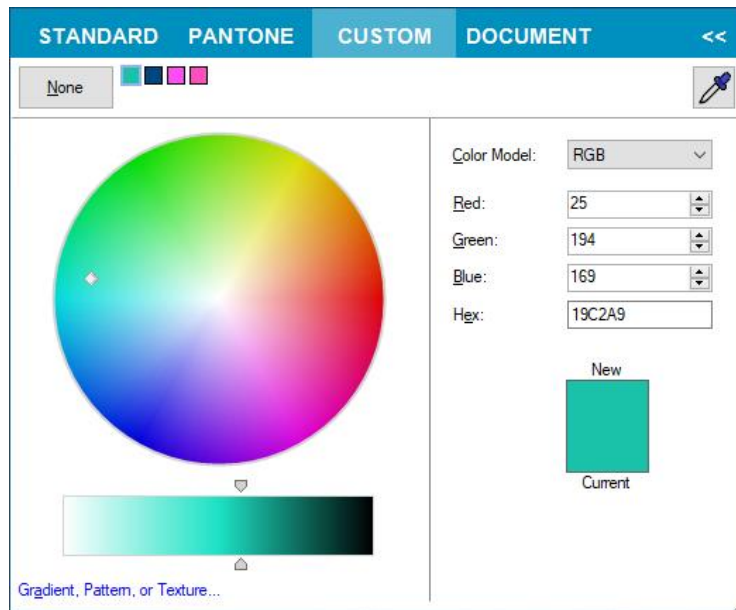 STANDARD PANTONE CUSTOM DOCUMENT <<
None
Color Model: RGB
Red: 25
Green: 194
Blue: 169
Hex: 19C2A9
New
Current
Gradient, Pattern, or Texture...